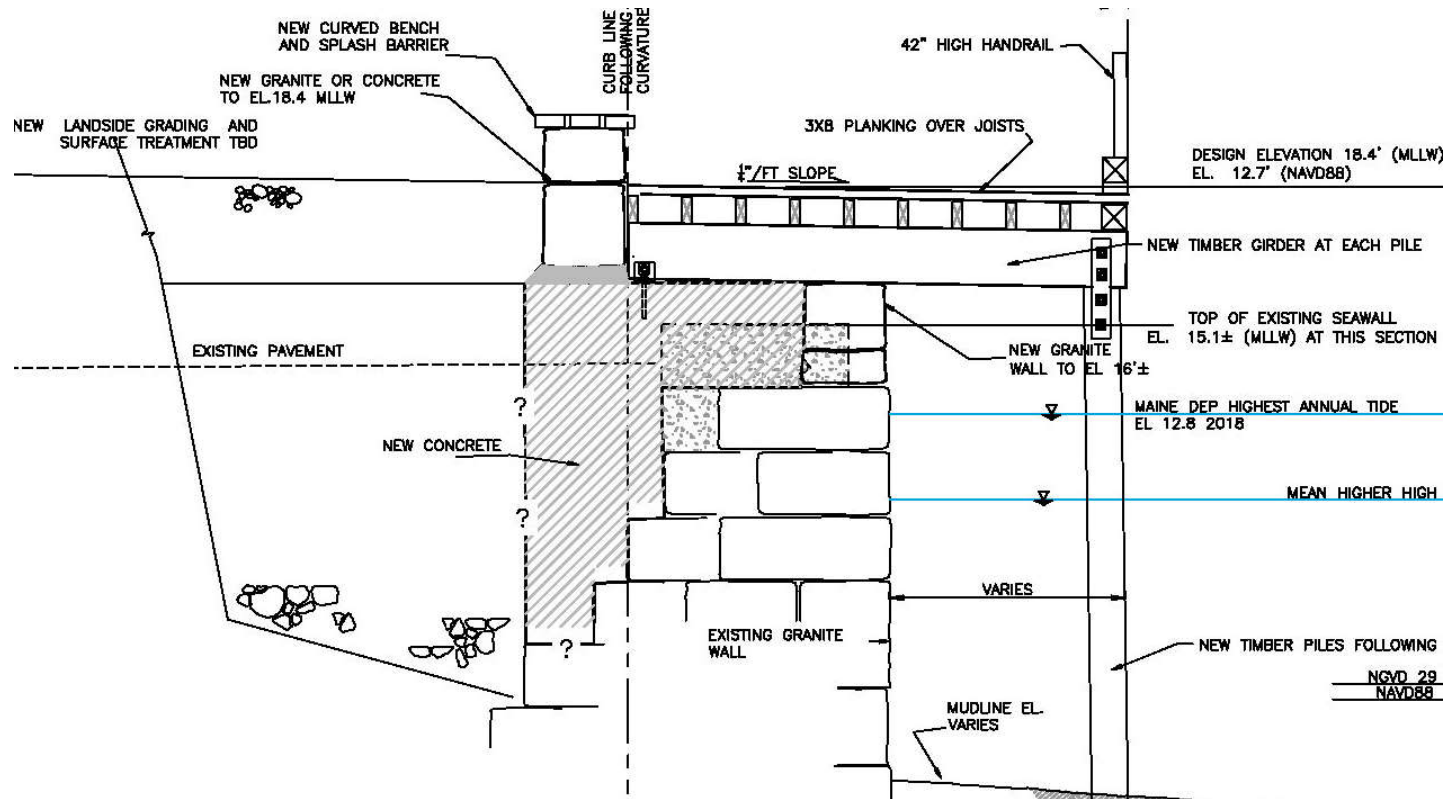 NEW CURVED BENCH
AND SPLASH BARRIER
CURB LINE
FOLLOWING
CURVATURE
42" HIGH HANDRAIL
NEW GRANITE OR CONCRETE
TO EL.18.4 MLLW
NEW LANDSIDE GRADING AND
SURFACE TREATMENT TBD
3X8 PLANKING OVER JOISTS
DESIGN ELEVATION 18.4' (MLLW)
EL. 12.7' (NAVD88)
"/FT SLOPE
NEW TIMBER GIRDER AT EACH PILE
TOP OF EXISTING SEAWALL
EL. 15.1± (MLLW) AT THIS SECTION
EXISTING PAVEMENT
NEW GRANITE
WALL TO EL 16'±
?
MAINE DEP HIGHEST ANNUAL TIDE
EL 12.8 2018
NEW CONCRETE
MEAN HIGHER HIGH
?
VARIES
EXISTING GRANITE
WALL
?
NEW TIMBER PILES FOLLOWING
NGVD 29
NAVD88
MUDLINE EL.
VARIES